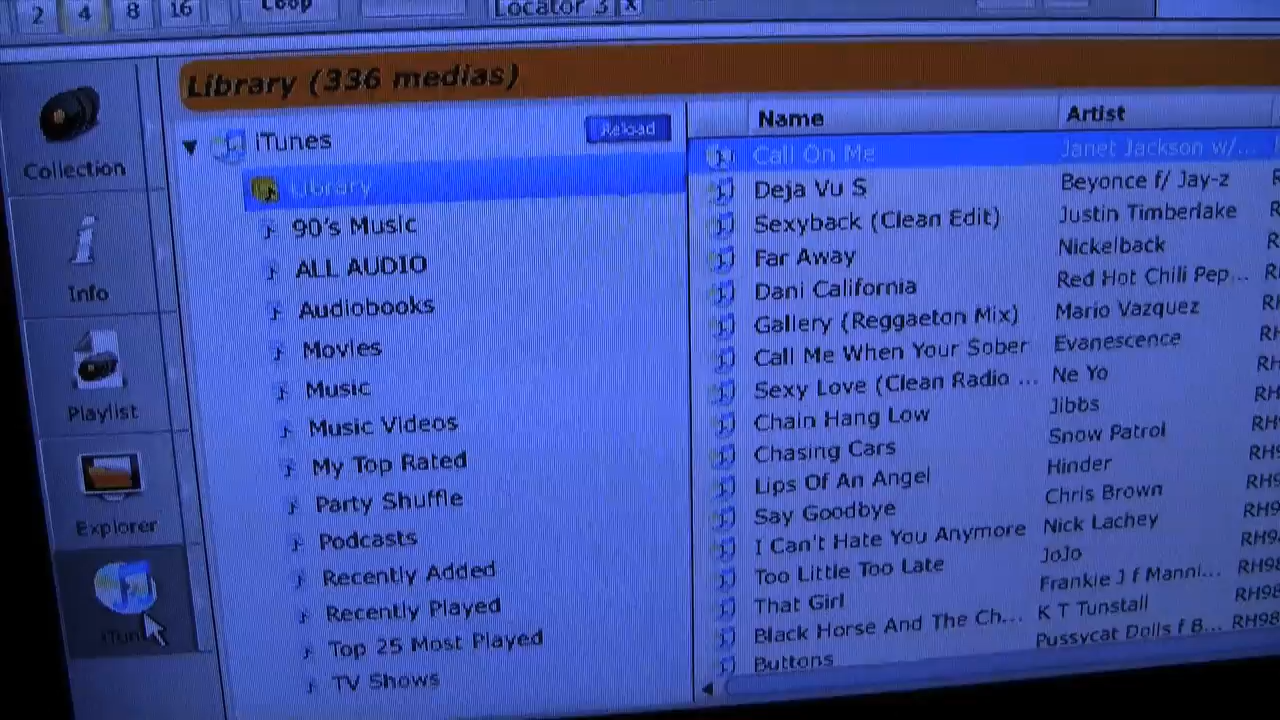 2 4 8 16 Loop
Locator 3 x
Library (336 medias)
Collection
Info
Playlist
Explorer
iTun
iTunes
Reload
Library
90's Music
ALL AUDIO
Audiobooks
Movies
Music
Music Videos
My Top Rated
Party Shuffle
Podcasts
Recently Added
Recently Played
Top 25 Most Played
TV Shows
Name Artist
Call On Me Janet Jackson w/...
Deja Vu S Beyonce f/ Jay-z
Sexyback (Clean Edit) Justin Timberlake
Far Away Nickelback
Dani California Red Hot Chili Pep...
Gallery (Reggaeton Mix) Mario Vazquez
Call Me When Your Sober Evanescence
Sexy Love (Clean Radio ... Ne Yo
Chain Hang Low Jibbs
Chasing Cars Snow Patrol
Lips Of An Angel Hinder
Say Goodbye Chris Brown
I Can't Hate You Anymore Nick Lachey
Too Little Too Late JoJo
That Girl Frankie J f Manni...
Black Horse And The Ch... K T Tunstall
Buttons Pussycat Dolls f B...